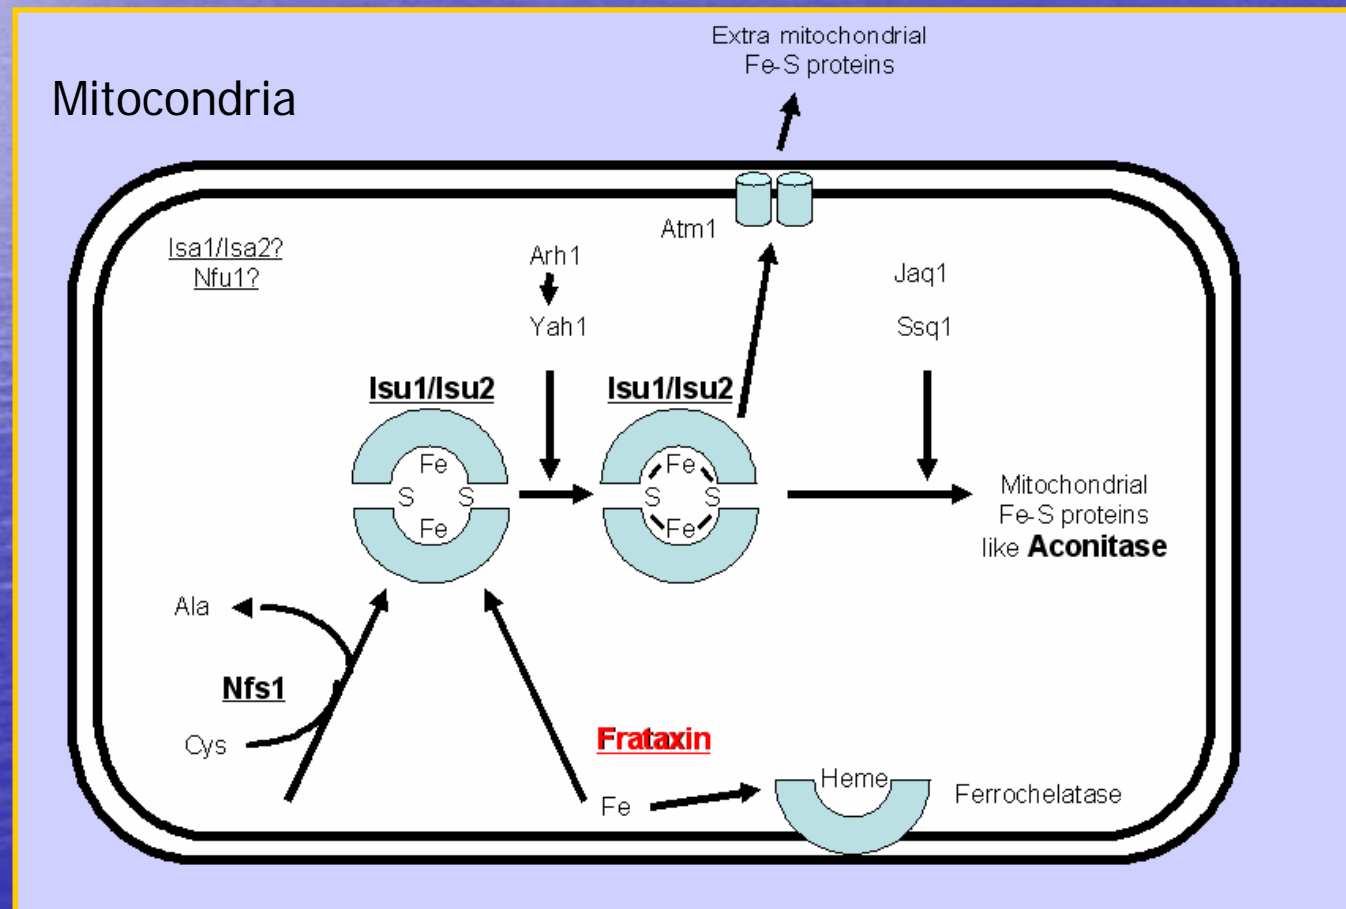 Extra mitochondrial
Fe-S proteins
Mitocondria
Isa1/Isa2?
Nfu1?
Atm1
Arh1
Yah1
Jaq1
Ssq1
Isu1/Isu2
Isu1/Isu2
Fe
S S
Fe
Fe
S S
Fe
Mitochondrial
Fe-S proteins
like Aconitase
Ala
Nfs1
Cys
Frataxin
Fe
Heme
Ferrochelatase